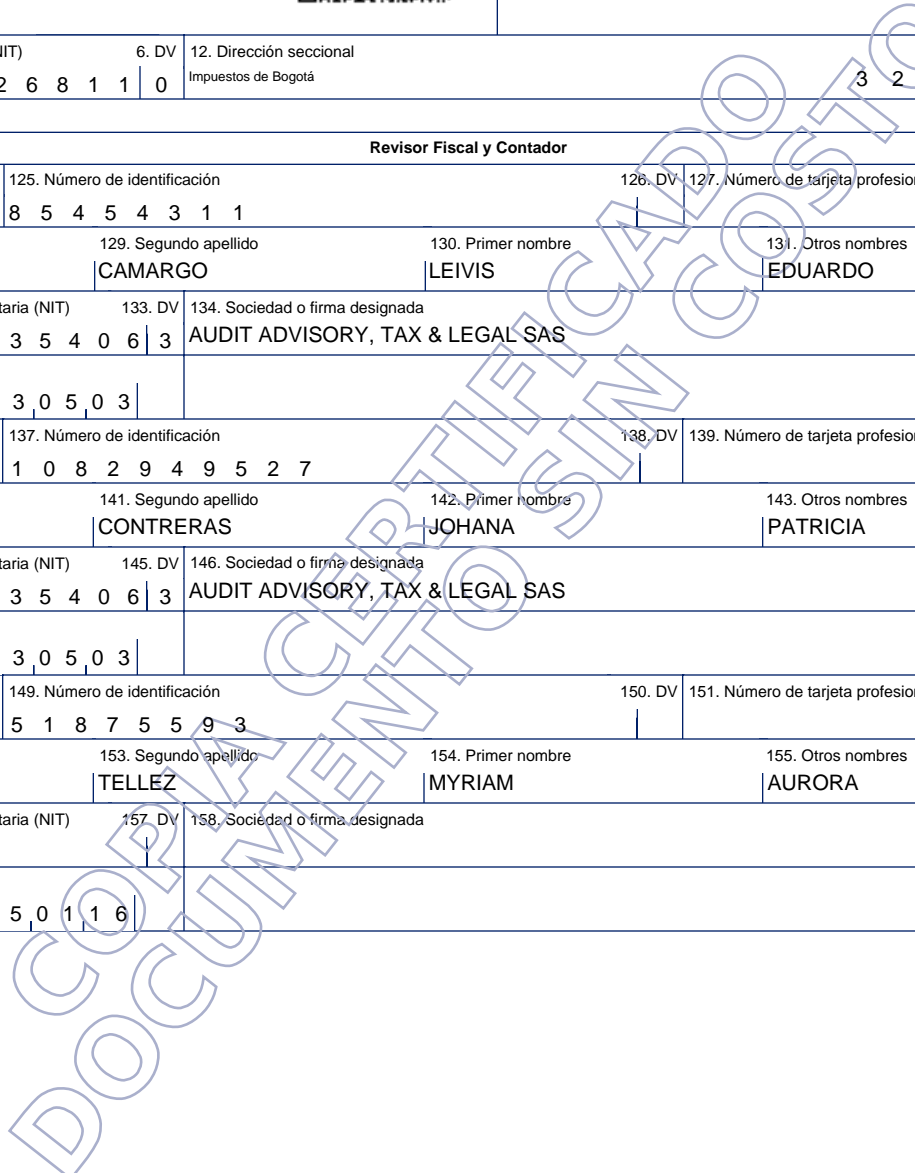 NIT) 6. DV 12. Dirección seccional
2 6 8 1 1 0 Impuestos de Bogotá 3 2
Revisor Fiscal y Contador
125. Número de identificación 126. DV 127. Número de tarjeta profesion
8 5 4 5 4 3 1 1
129. Segundo apellido 130. Primer nombre 131. Otros nombres
CAMARGO LEIVIS EDUARDO
taria (NIT) 133. DV 134. Sociedad o firma designada
3 5 4 0 6 3 AUDIT ADVISORY, TAX & LEGAL SAS
3 0 5 0 3
137. Número de identificación 138. DV 139. Número de tarjeta profesion
1 0 8 2 9 4 9 5 2 7
141. Segundo apellido 142. Primer nombre 143. Otros nombres
CONTRERAS JOHANA PATRICIA
taria (NIT) 145. DV 146. Sociedad o firma designada
3 5 4 0 6 3 AUDIT ADVISORY, TAX & LEGAL SAS
3 0 5 0 3
149. Número de identificación 150. DV 151. Número de tarjeta profesion
5 1 8 7 5 5 9 3
153. Segundo apellido 154. Primer nombre 155. Otros nombres
TELLEZ MYRIAM AURORA
taria (NIT) 157. DV 158. Sociedad o firma designada
5 0 1 1 6
COPIA CERTIFICADO
DOCUMENTO SIN COSTO